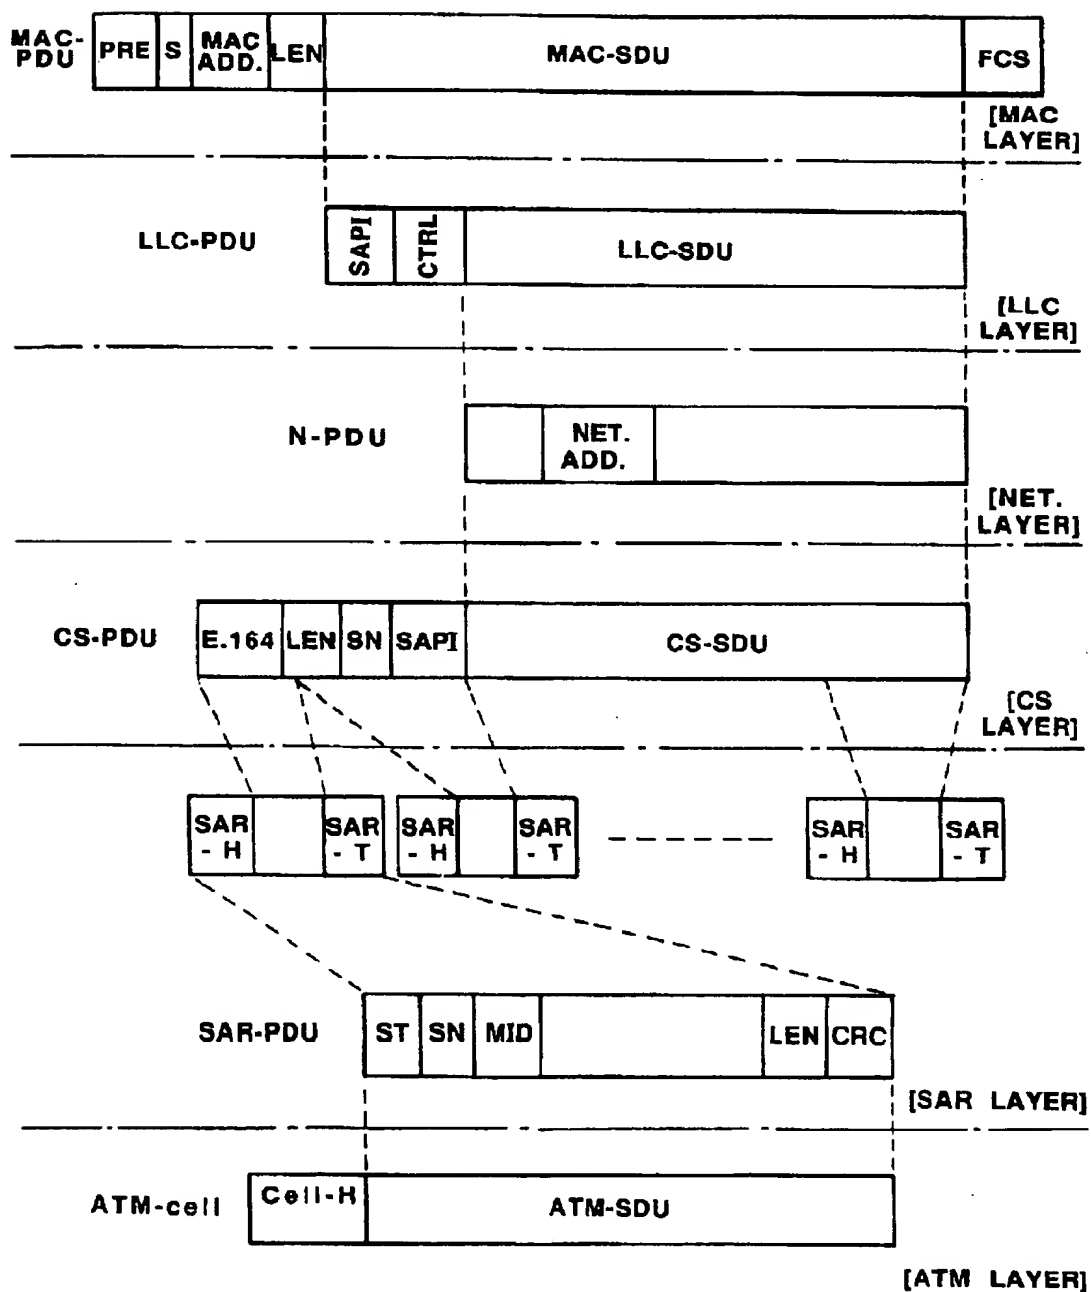 MAC-
PDU
PRE
S
MAC
ADD.
LEN
MAC-SDU
FCS
[MAC
LAYER]
LLC-PDU
SAPI
CTRL
LLC-SDU
[LLC
LAYER]
N-PDU
NET.
ADD.
[NET.
LAYER]
CS-PDU
E.164
LEN
SN
SAPI
CS-SDU
[CS
LAYER]
SAR
- H
SAR
- T
SAR
- H
SAR
- T
SAR
- H
SAR
- T
SAR-PDU
ST
SN
MID
LEN
CRC
[SAR LAYER]
ATM-cell
Cell-H
ATM-SDU
[ATM LAYER]